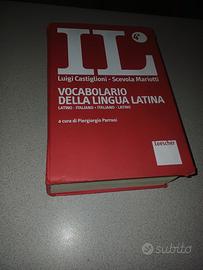 IL
4ª
Luigi Castiglioni - Scevola Mariotti
VOCABOLARIO
DELLA LINGUA LATINA
LATINO - ITALIANO • ITALIANO - LATINO
a cura di Piergiorgio Parroni
Loescher
subito